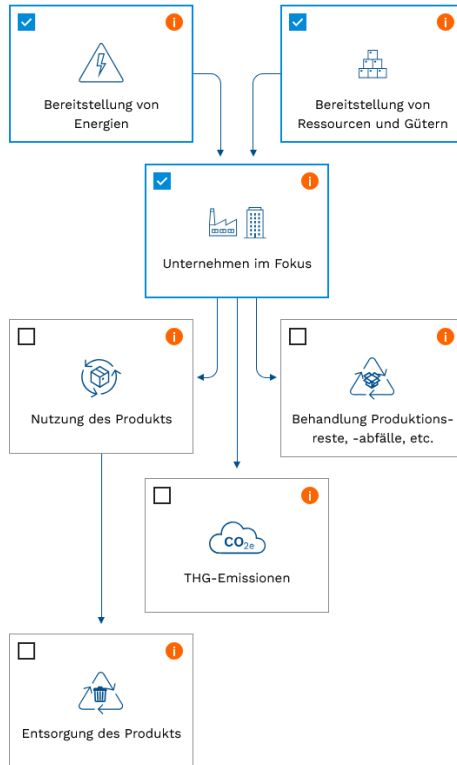 Bereitstellung von
Energien
Bereitstellung von
Ressourcen und Gütern
Unternehmen im Fokus
Nutzung des Produkts
Behandlung Produktions-
reste, -abfälle, etc.
CO2e
THG-Emissionen
Entsorgung des Produkts